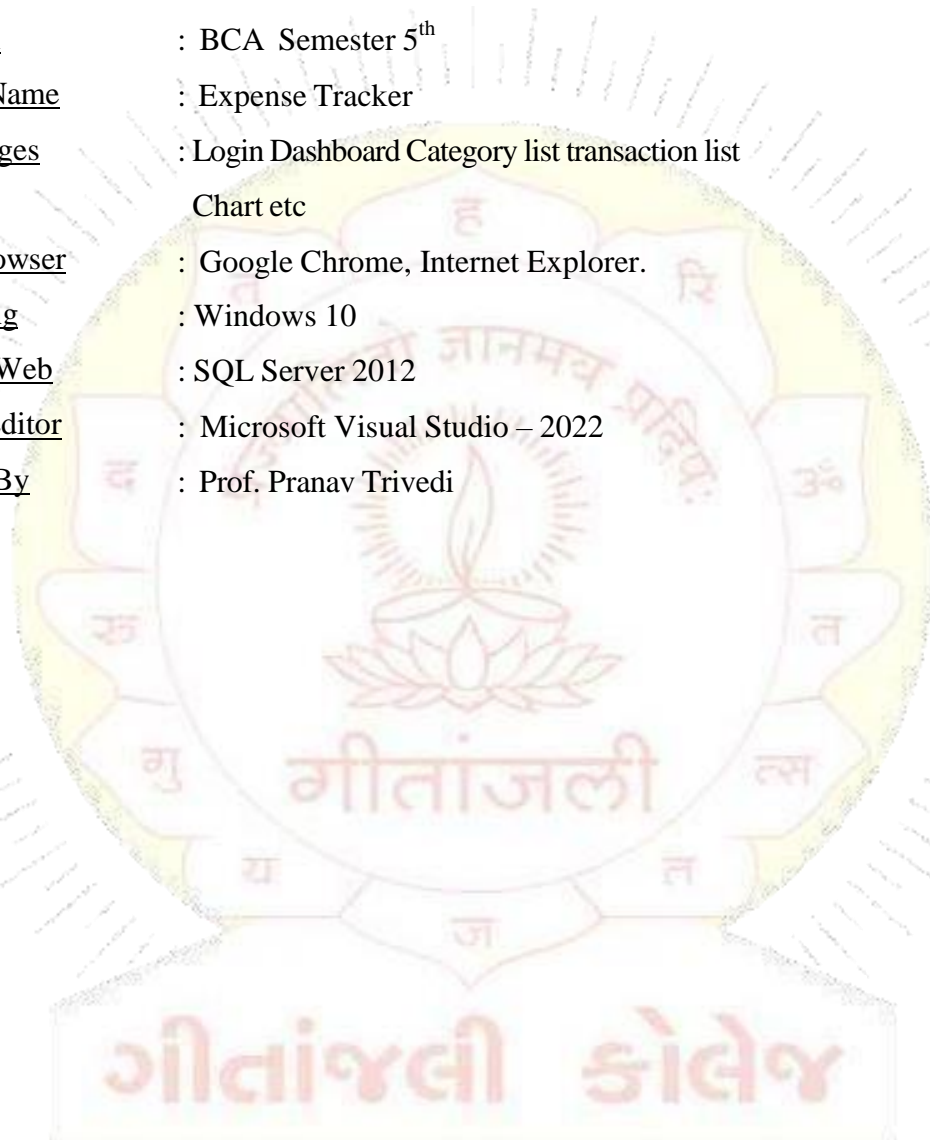 : BCA Semester 5th
Name : Expense Tracker
ges : Login Dashboard Category list transaction list
Chart etc
owser : Google Chrome, Internet Explorer.
g : Windows 10
Web : SQL Server 2012
ditor : Microsoft Visual Studio – 2022
By : Prof. Pranav Trivedi
ह
त
रि
ज्ञानमय
द
ॐ
रू
त
गु
त्स
गीतांजली
य
त
ज
ગીતાંજલી કોલેજ